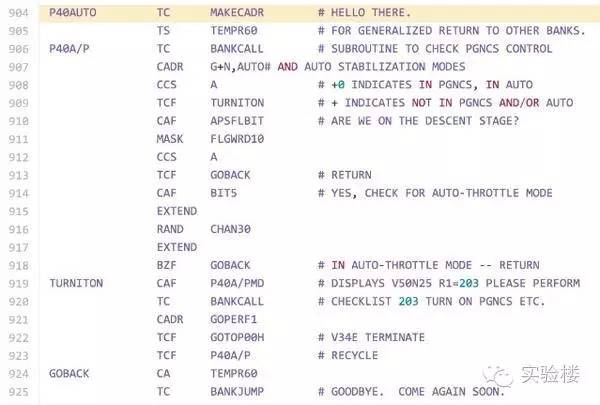 904 P40AUTO TC MAKECADR # HELLO THERE.
905 TS TEMPR60 # FOR GENERALIZED RETURN TO OTHER BANKS.
906 P40A/P TC BANKCALL # SUBROUTINE TO CHECK PGNCS CONTROL
907 CADR G+N,AUTO# AND AUTO STABILIZATION MODES
908 CCS A # +0 INDICATES IN PGNCS, IN AUTO
909 TCF TURNITON # + INDICATES NOT IN PGNCS AND/OR AUTO
910 CAF APSFLBIT # ARE WE ON THE DESCENT STAGE?
911 MASK FLGWRD10
912 CCS A
913 TCF GOBACK # RETURN
914 CAF BIT5 # YES, CHECK FOR AUTO-THROTTLE MODE
915 EXTEND
916 RAND CHAN30
917 EXTEND
918 BZF GOBACK # IN AUTO-THROTTLE MODE -- RETURN
919 TURNITON CAF P40A/PMD # DISPLAYS V50N25 R1=203 PLEASE PERFORM
920 TC BANKCALL # CHECKLIST 203 TURN ON PGNCS ETC.
921 CADR GOPERF1
922 TCF GOTOP00H # V34E TERMINATE
923 TCF P40A/P # RECYCLE
924 GOBACK CA TEMPR60
925 TC BANKJUMP # GOODBYE. COME AGAIN SOON.
实验楼